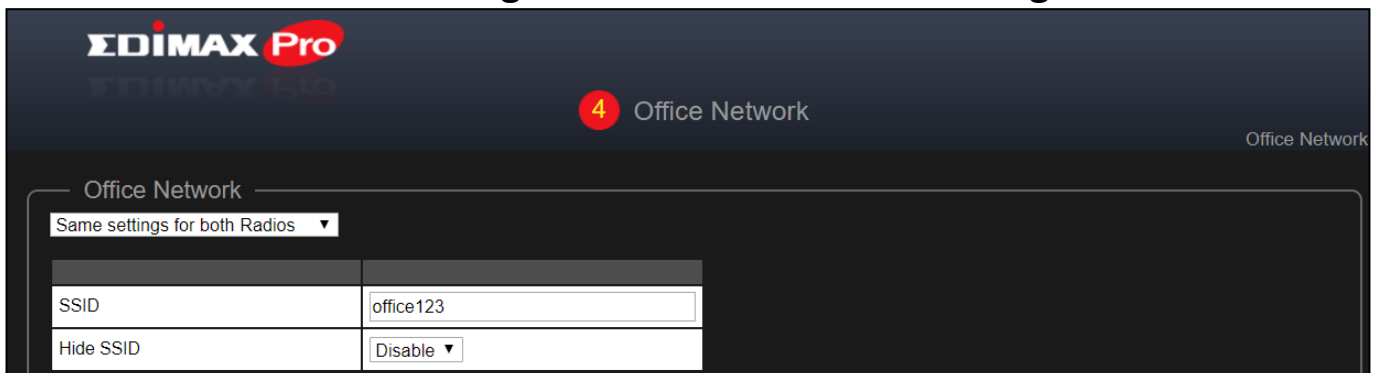 EDIMAX Pro
4 Office Network
Office Network
Office Network
Same settings for both Radios ▼
SSID office123
Hide SSID Disable ▼